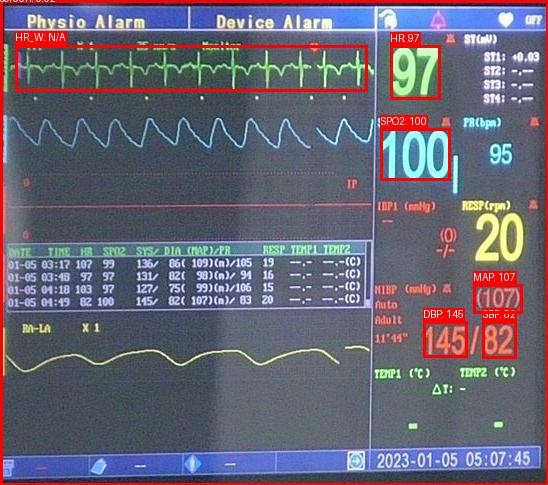 Physio Alarm Device Alarm OFF
HR_W: N/A
X 1
HR 97
97
ST(mV)
ST1: +0.03
ST2: -.--
ST3: -.--
ST4: -.--
SPO2: 100
100
PR(bpm)
95
0 IP
0
IBP1 (mmHg)
--
(0)
-/-
RESP(rpm)
20
DATE TIME HR SPO2 SYS/ DIA (MAP)/PR RESP TEMP1 TEMP2
01-05 03:17 107 99 136/ 86( 109)(m)/105 19 --.- --.-(C)
01-05 03:48 97 97 131/ 82( 98)(m)/ 94 16 --.- --.-(C)
01-05 04:18 103 97 127/ 75( 99)(m)/106 15 --.- --.-(C)
01-05 04:49 82 100 145/ 82(107)(m)/ 83 20 --.- --.-(C)
NIBP (mmHg)
Auto
Adult
11'44"
MAP: 107
(107)
DBP: 145
SBP: 82
145/82
RA-LA X 1
TEMP1 (℃) TEMP2 (℃)
△T: -
- -
-- -- --
2023-01-05 05:07:45